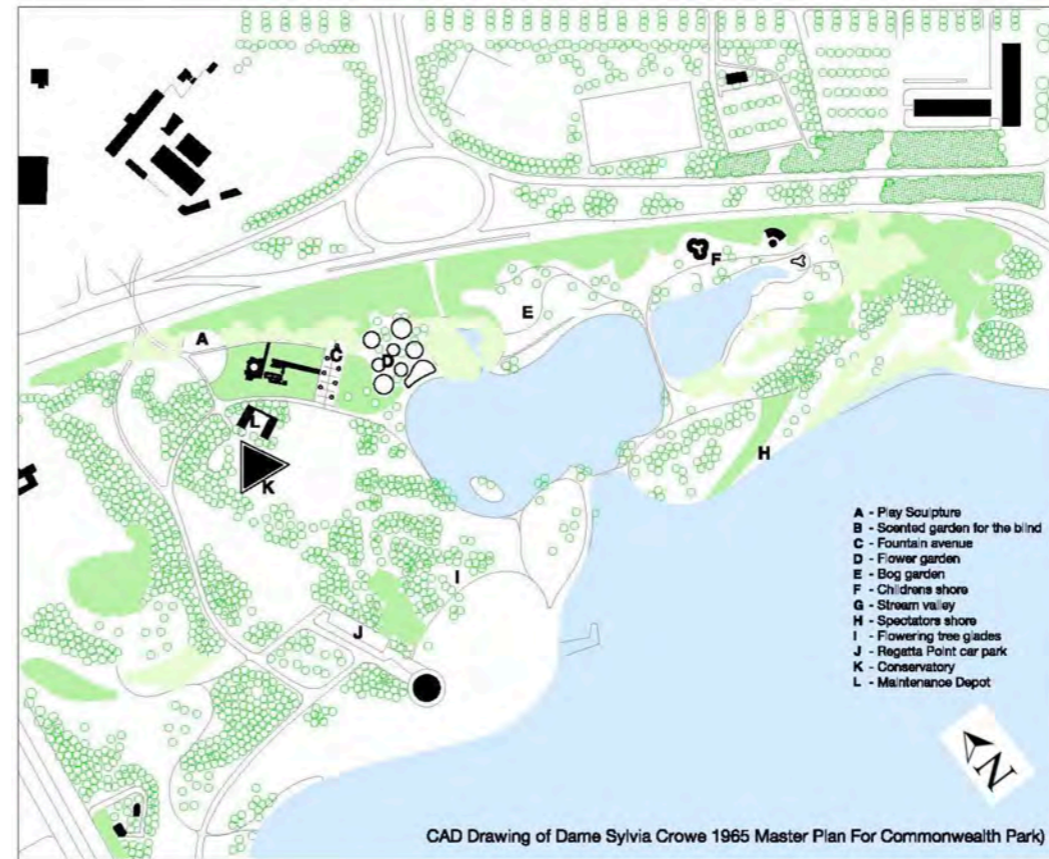 A
C
D
E
F
L
K
H
I
J
A - Play Sculpture
B - Scented garden for the blind
C - Fountain avenue
D - Flower garden
E - Bog garden
F - Childrens shore
G - Stream valley
H - Spectators shore
I - Flowering tree glades
J - Regatta Point car park
K - Conservatory
L - Maintenance Depot
N
CAD Drawing of Dame Sylvia Crowe 1965 Master Plan For Commonwealth Park)